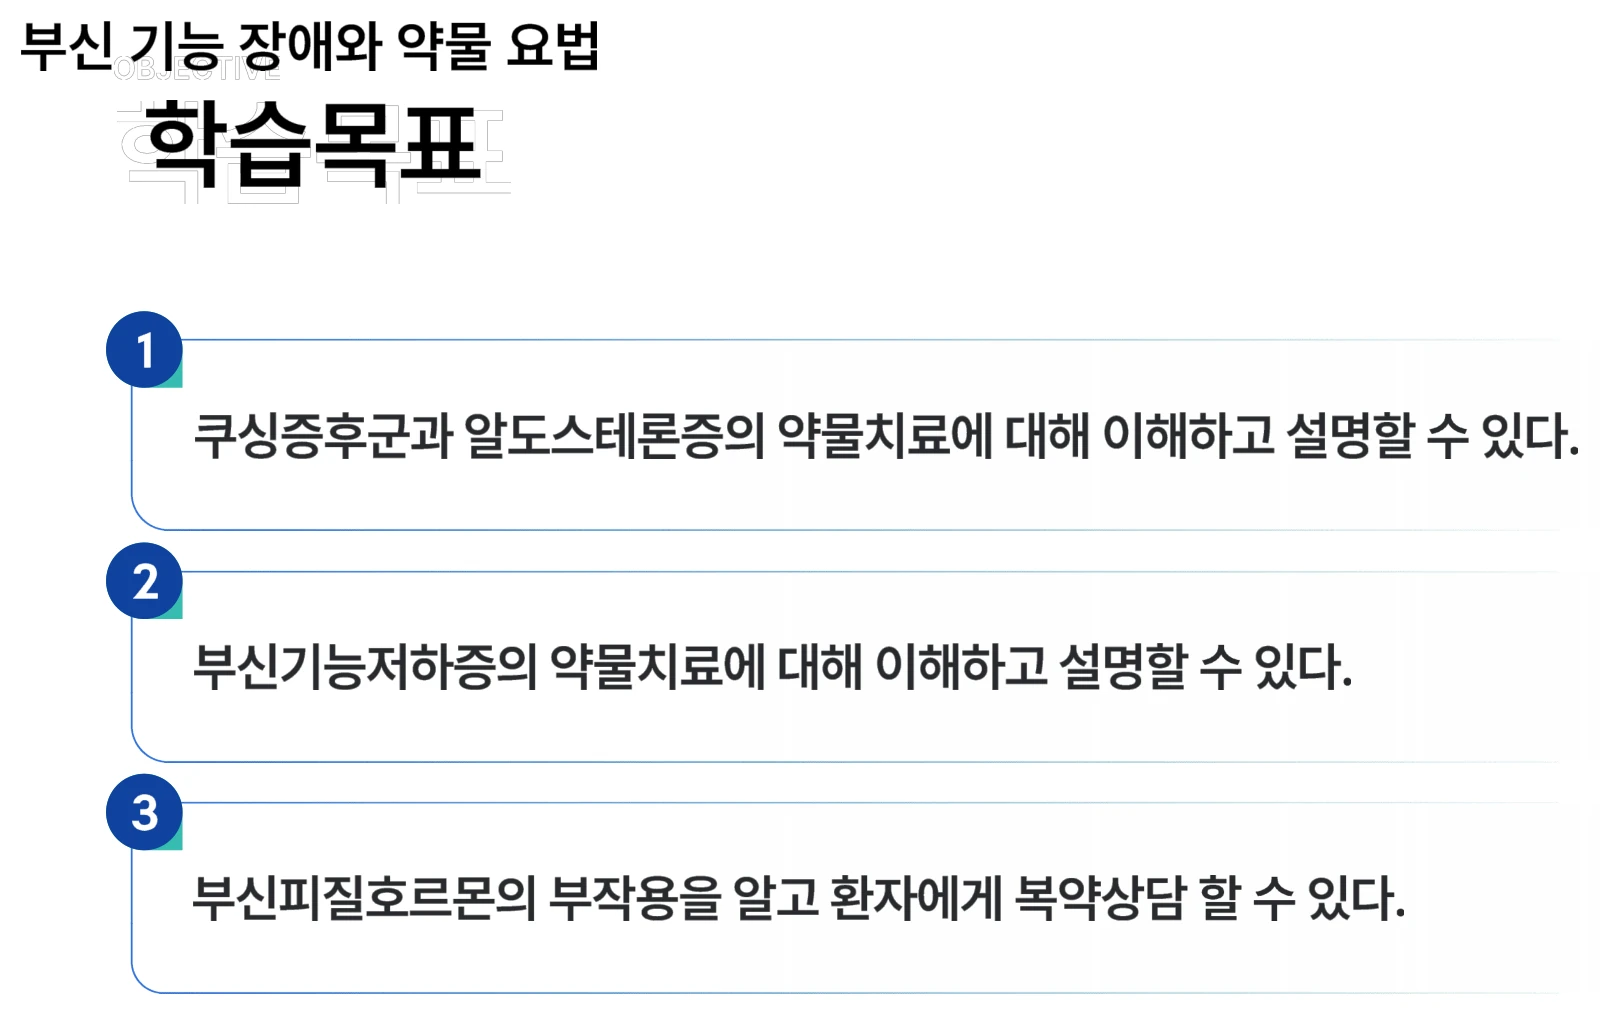 부신 기능 장애와 약물 요법
OBJECTIVE
학습목표
1
쿠싱증후군과 알도스테론증의 약물치료에 대해 이해하고 설명할 수 있다.
2
부신기능저하증의 약물치료에 대해 이해하고 설명할 수 있다.
3
부신피질호르몬의 부작용을 알고 환자에게 복약상담 할 수 있다.